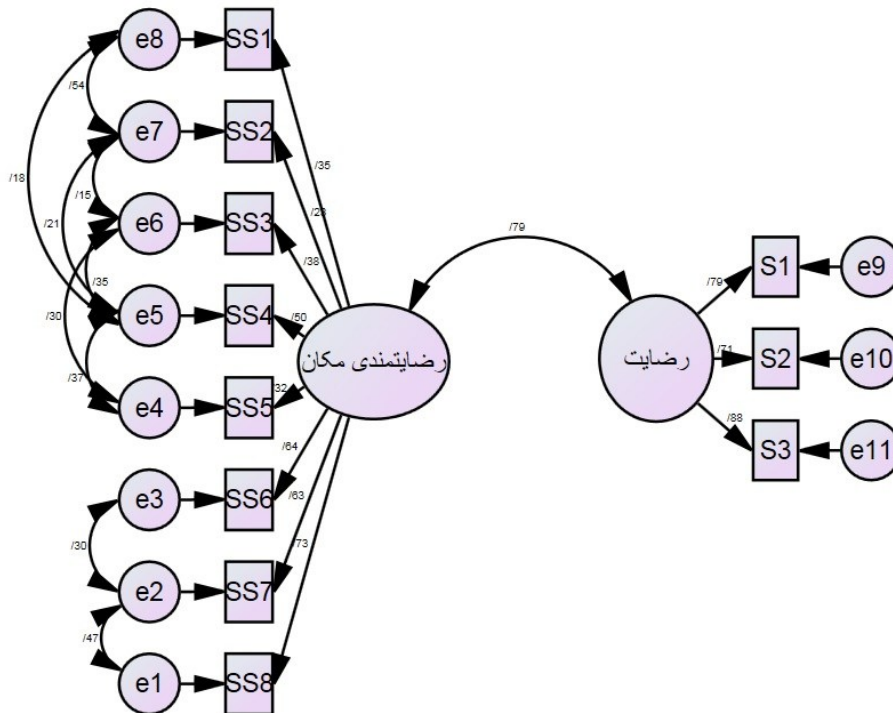 e8 SS1
/54 /35
e7 SS2
/18 /15 /23
/21 e6 SS3 /79
/38 S1 e9
/35 /79
/30 e5 SS4 /50
رضایتمندی مکان رضایت /71 S2 e10
/37 /32
e4 SS5 /88
/64 S3 e11
e3 SS6 /63
/30 /73
e2 SS7
/47
e1 SS8